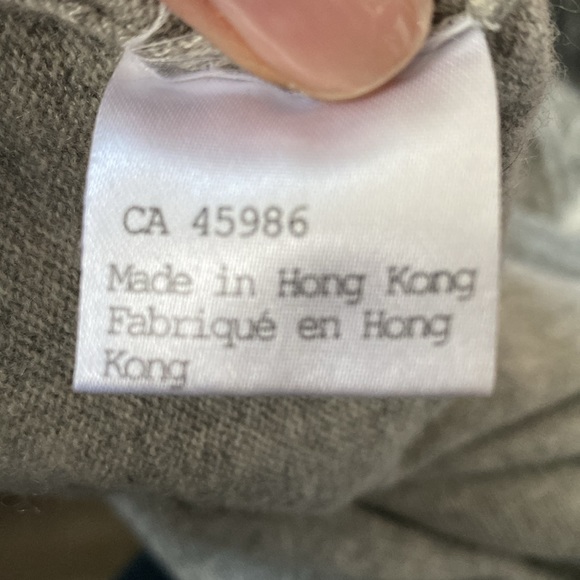 CA 45986
Made in Hong Kong
Fabriqué en Hong
Kong